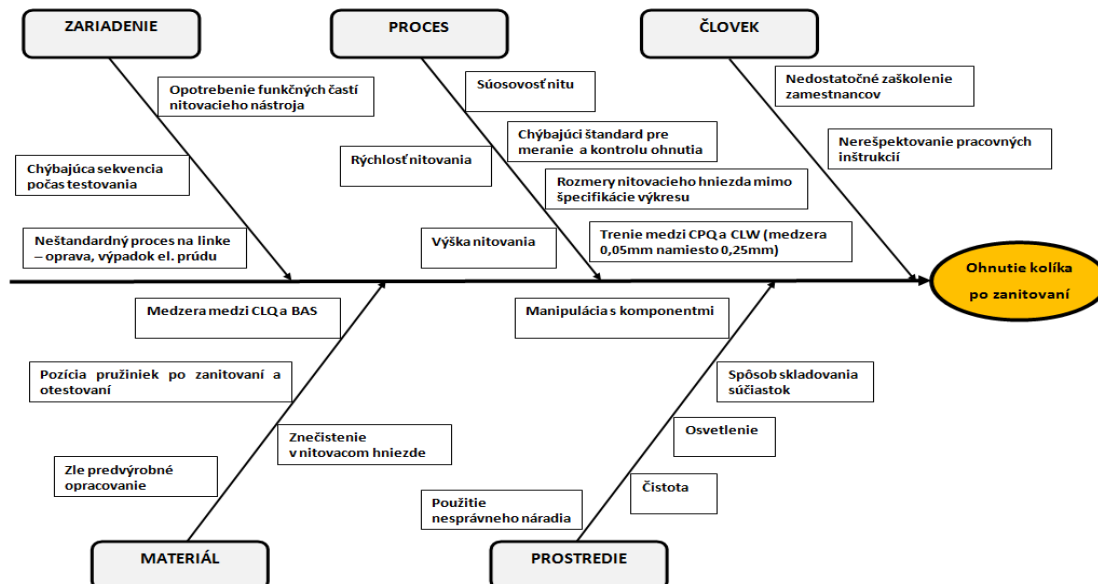 ZARIADENIE
PROCES
ČLOVEK
Opotrebenie funkčných častí
nitovacieho nástroja
Chýbajúca sekvencia
počas testovania
Neštandardný proces na linke
– oprava, výpadok el. prúdu
Súosovosť nitu
Chýbajúci štandard pre
meranie a kontrolu ohnutia
Rýchlosť nitovania
Rozmery nitovacieho hniezda mimo
špecifikácie výkresu
Výška nitovania
Trenie medzi CPQ a CLW (medzera
0,05mm namiesto 0,25mm)
Nedostatočné zaškolenie
zamestnancov
Nerešpektovanie pracovných
inštrukcií
Ohnutie kolíka
po zanitovaní
Medzera medzi CLQ a BAS
Pozícia pružiniek po zanitovaní a
otestovaní
Znečistenie
v nitovacom hniezde
Zle predvýrobné
opracovanie
Manipulácia s komponentmi
Spôsob skladovania
súčiastok
Osvetlenie
Čistota
Použitie
nesprávneho náradia
MATERIÁL
PROSTREDIE